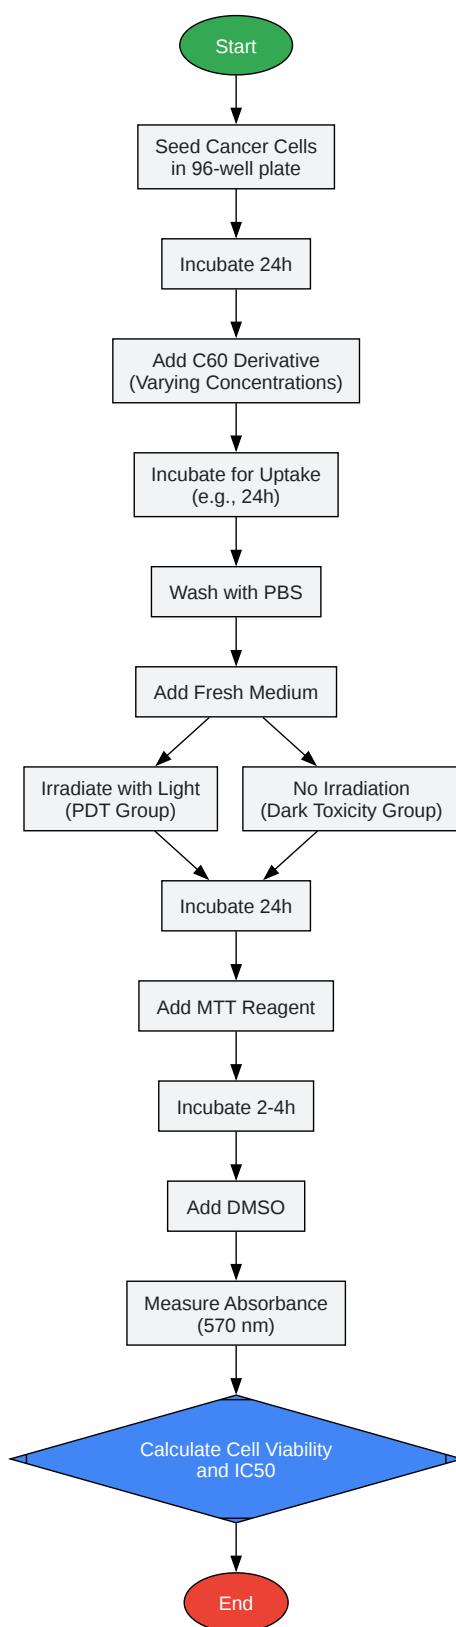 Start
Seed Cancer Cells
in 96-well plate
Incubate 24h
Add C60 Derivative
(Varying Concentrations)
Incubate for Uptake
(e.g., 24h)
Wash with PBS
Add Fresh Medium
Irradiate with Light
(PDT Group)
No Irradiation
(Dark Toxicity Group)
Incubate 24h
Add MTT Reagent
Incubate 2-4h
Add DMSO
Measure Absorbance
(570 nm)
Calculate Cell Viability
and IC50
End